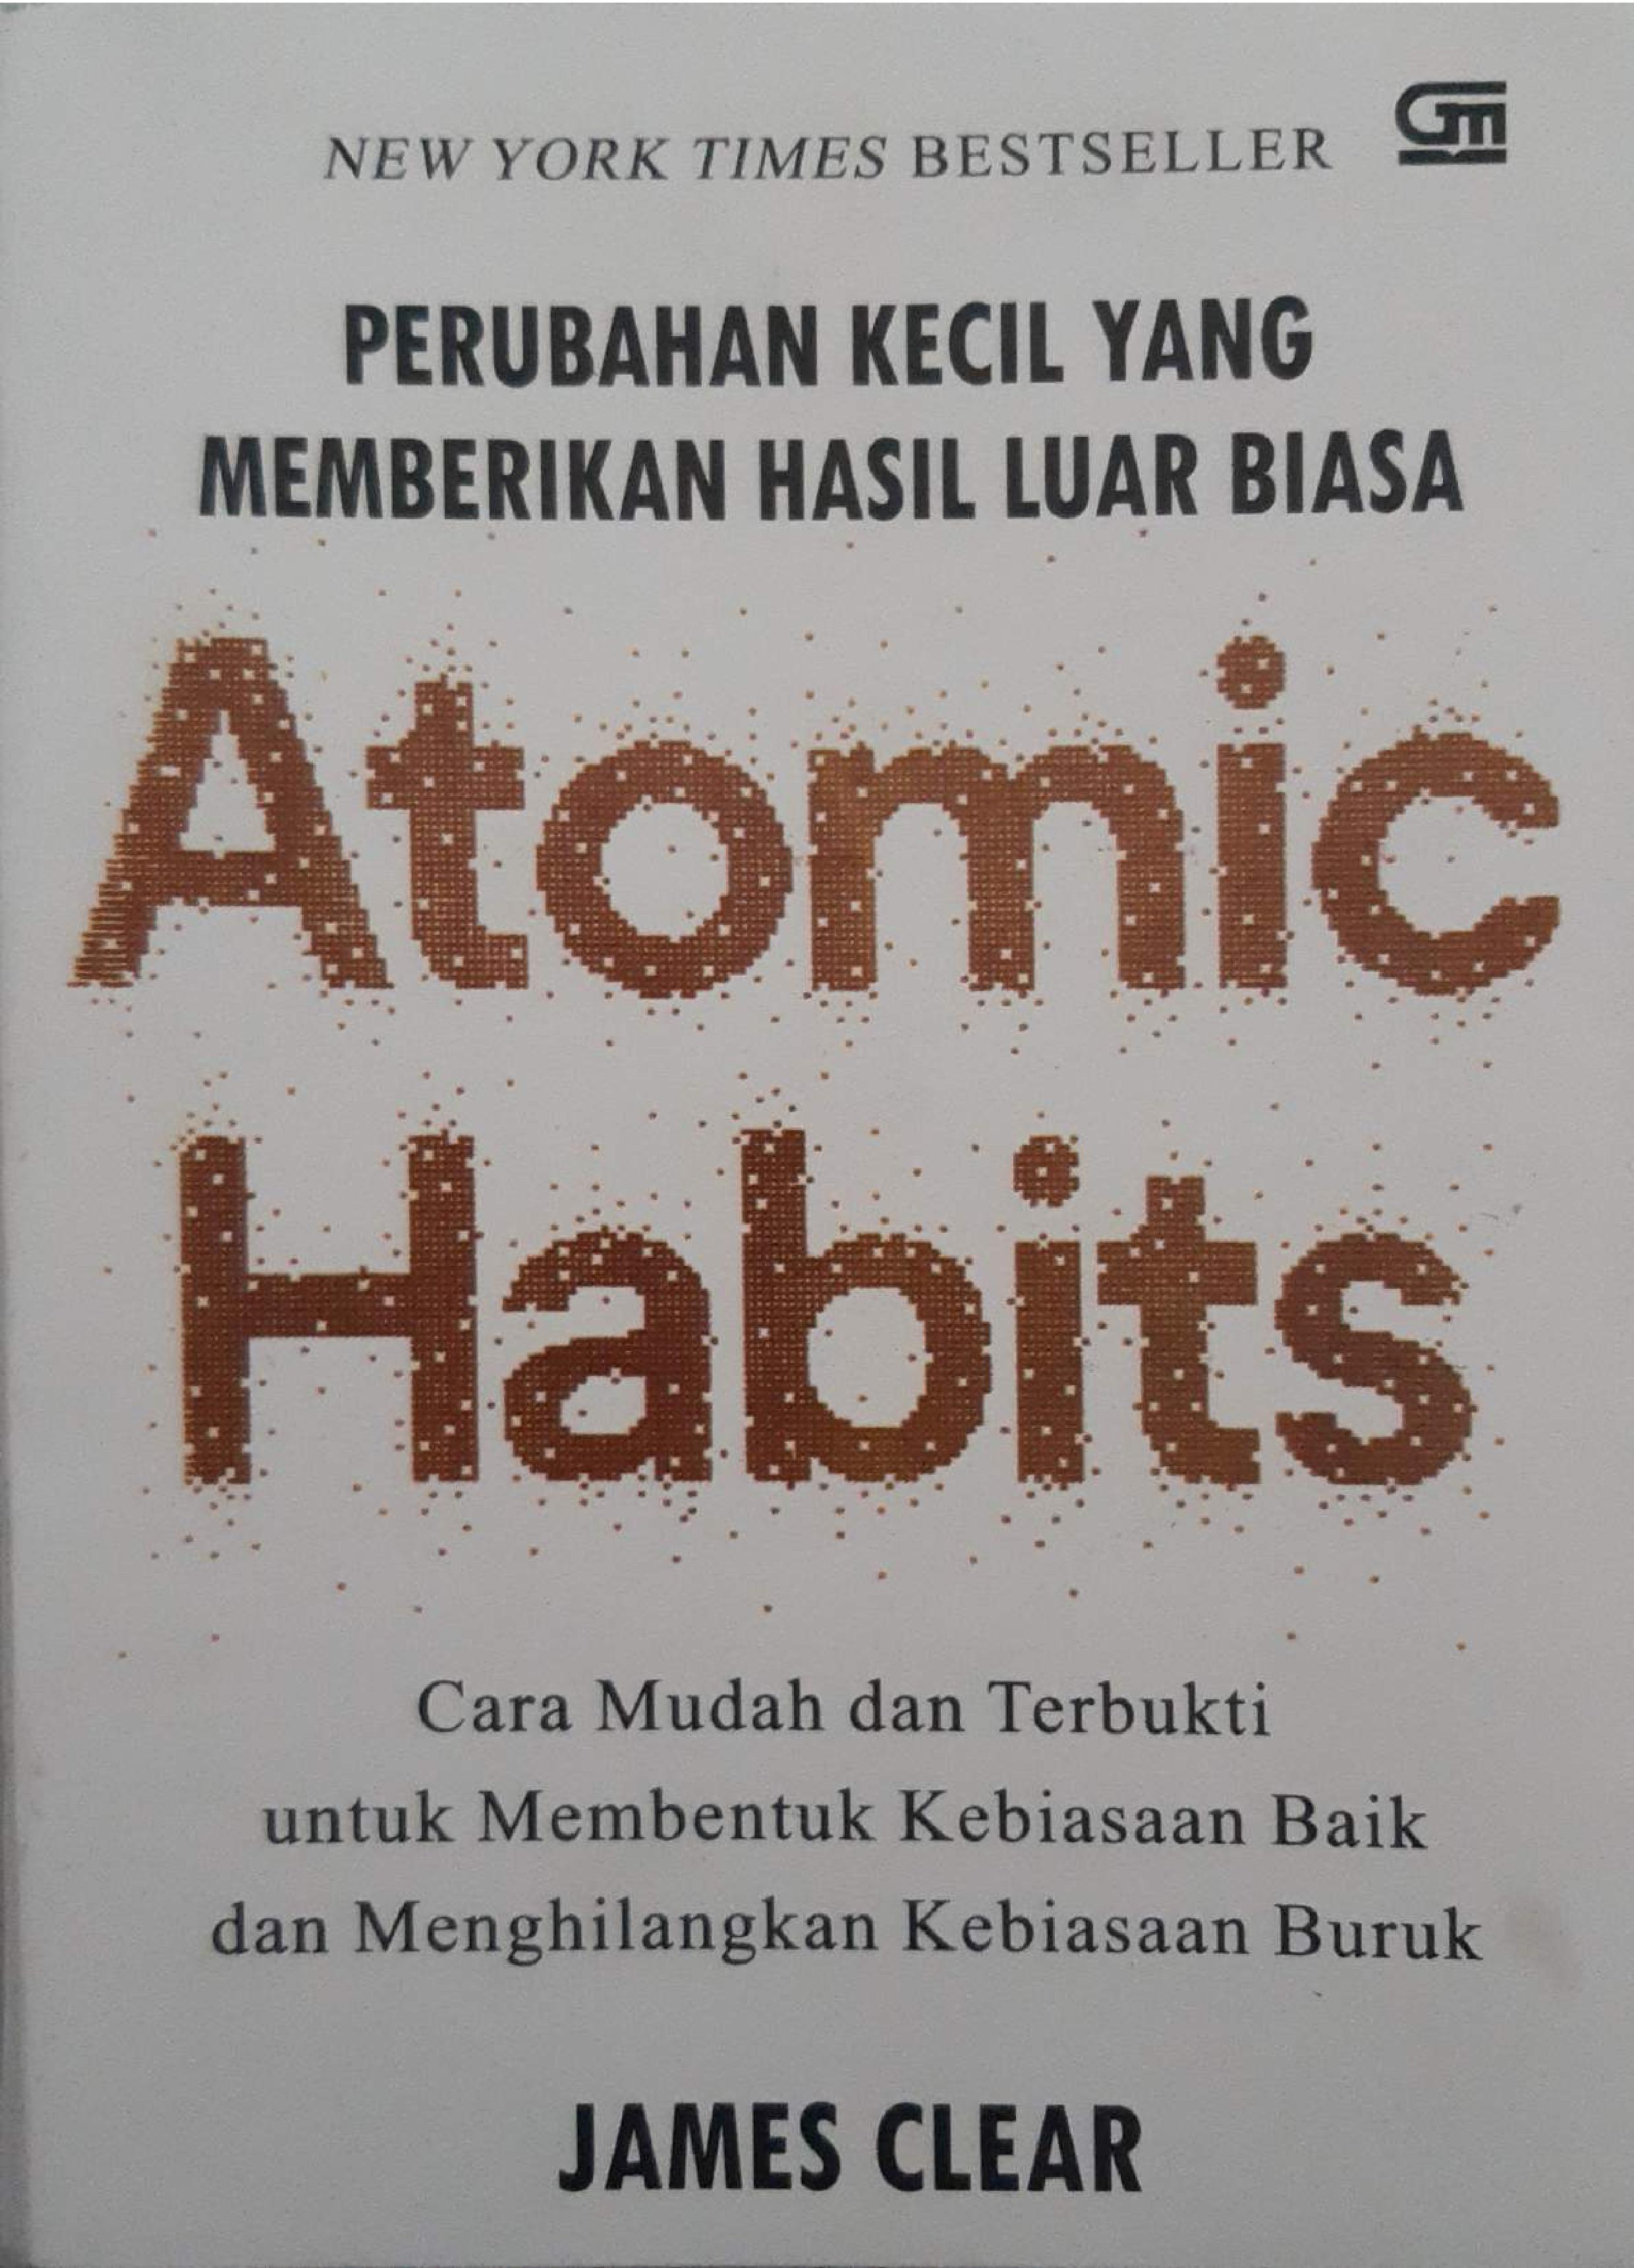 NEW YORK TIMES BESTSELLER
GM
PERUBAHAN KECIL YANG
MEMBERIKAN HASIL LUAR BIASA
Atomic
Habits
Cara Mudah dan Terbukti
untuk Membentuk Kebiasaan Baik
dan Menghilangkan Kebiasaan Buruk
JAMES CLEAR